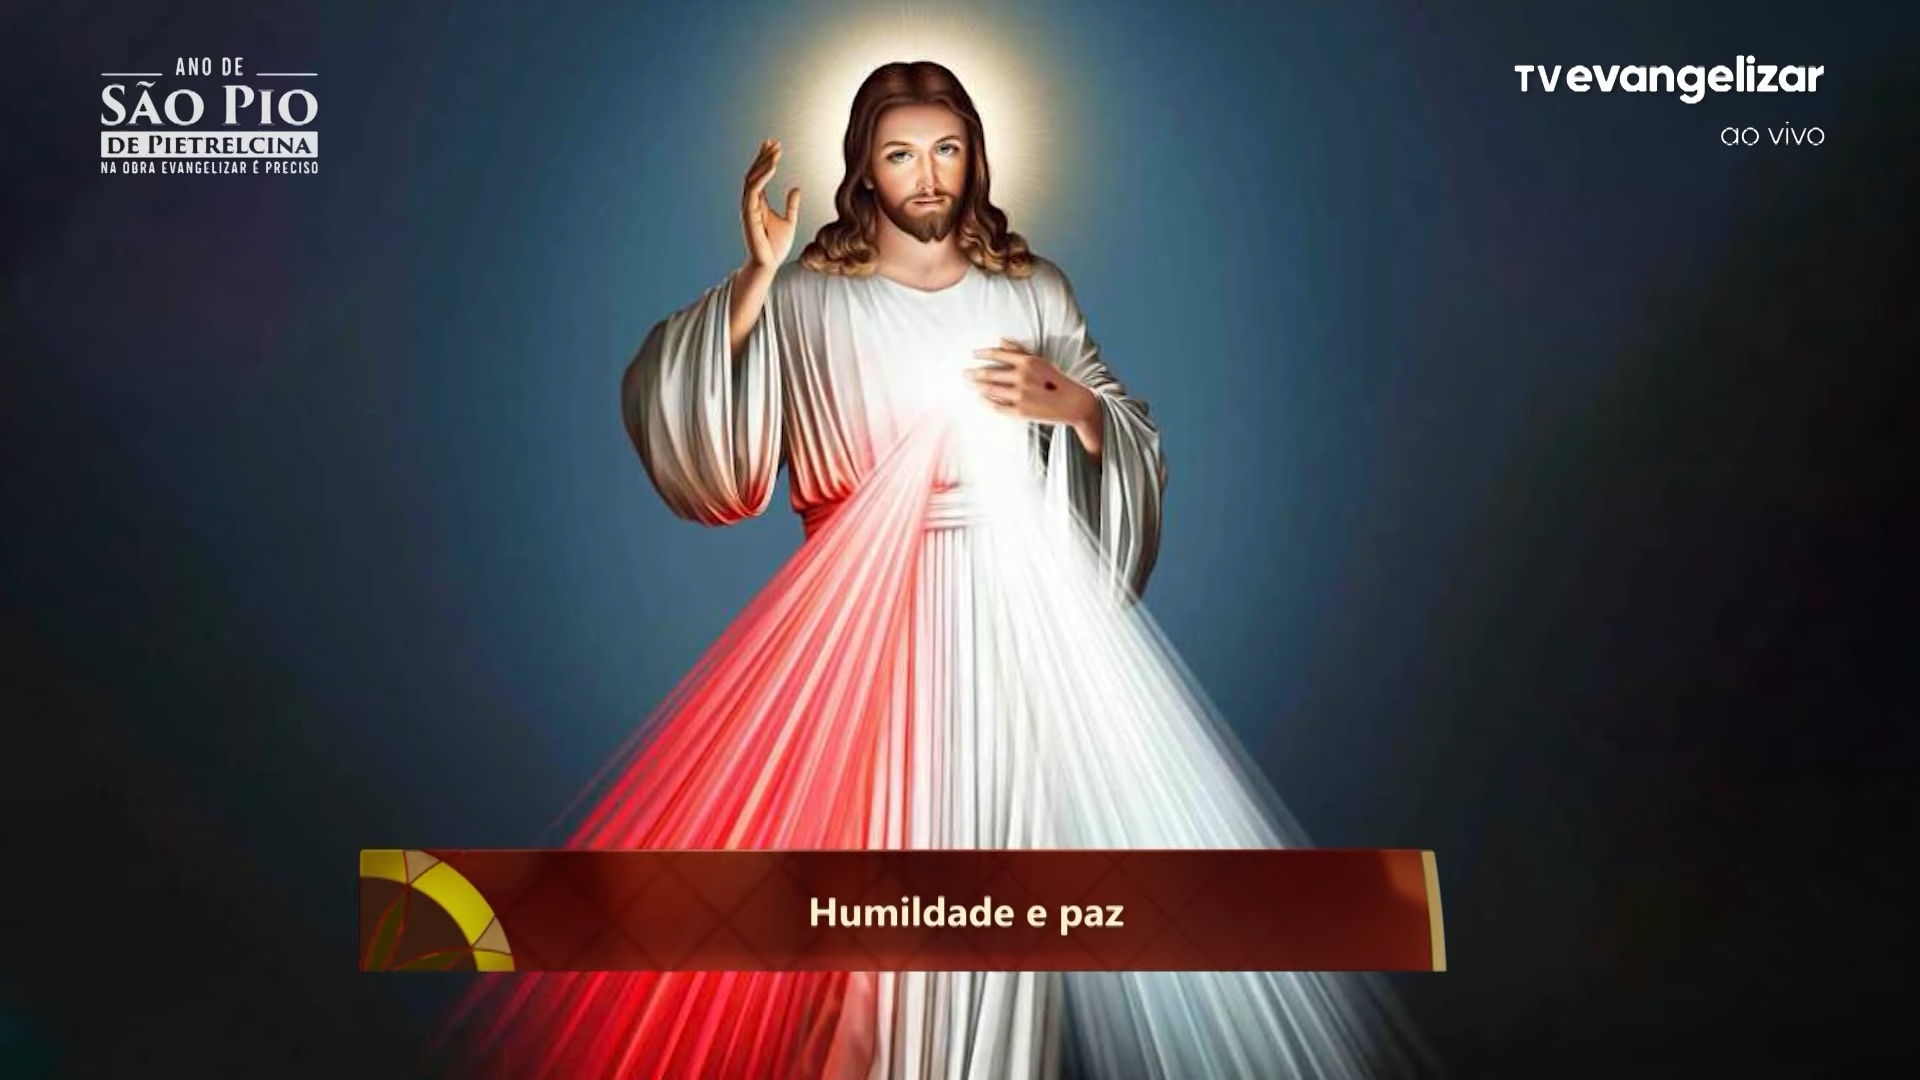 ANO DE
SÃO PIO
DE PIETRELCINA
NA OBRA EVANGELIZAR É PRECISO
TVevangelizar
ao vivo
Humildade e paz